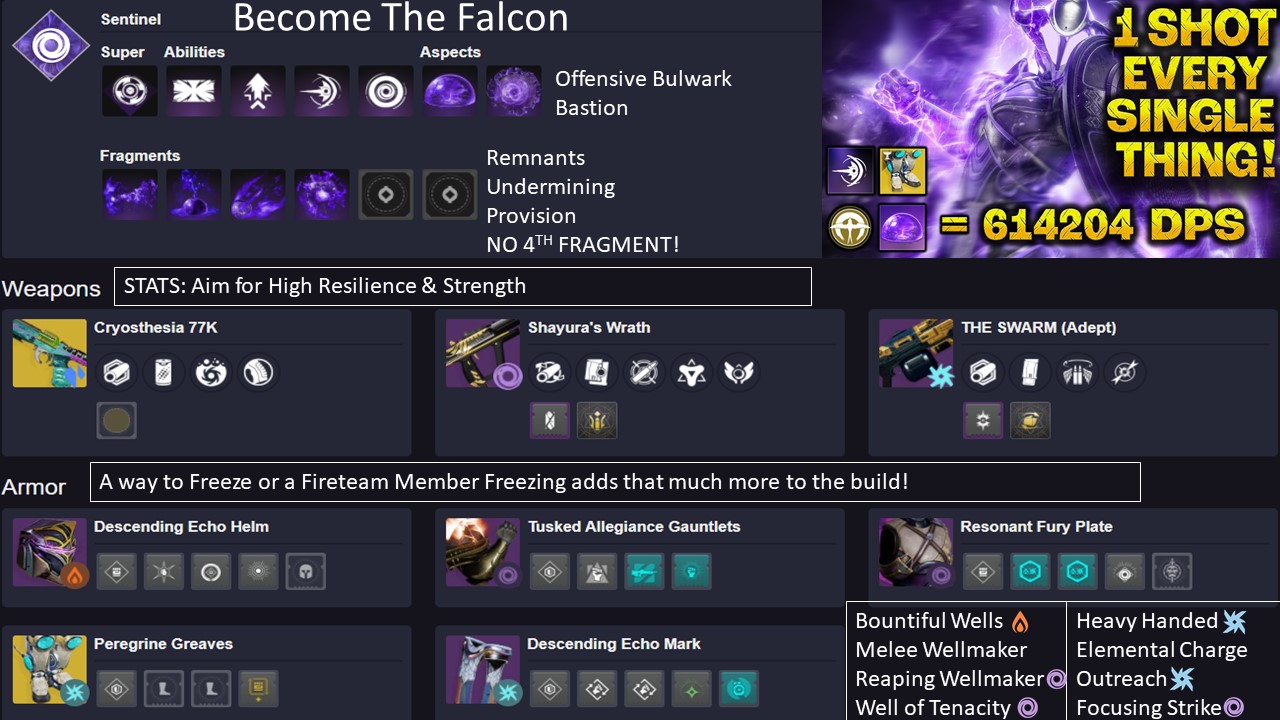 Become The Falcon
Sentinel
Super Abilities Aspects
Offensive Bulwark
Bastion
Fragments
Remnants
Undermining
Provision
NO 4TH FRAGMENT!
1 SHOT
EVERY
SINGLE
THING!
= 614204 DPS
Weapons
STATS: Aim for High Resilience & Strength
Cryosthesia 77K
Shayura's Wrath
THE SWARM (Adept)
Armor
A way to Freeze or a Fireteam Member Freezing adds that much more to the build!
Descending Echo Helm
Tusked Allegiance Gauntlets
Resonant Fury Plate
Peregrine Greaves
Descending Echo Mark
Bountiful Wells
Melee Wellmaker
Reaping Wellmaker
Well of Tenacity
Heavy Handed
Elemental Charge
Outreach
Focusing Strike